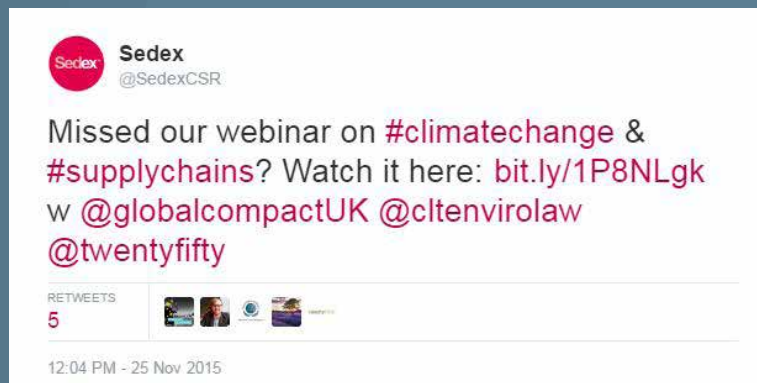 Sedex
Sedex
@SedexCSR
Missed our webinar on #climatechange &
#supplychains? Watch it here: bit.ly/1P8NLgk
w @globalcompactUK @cltenvirolaw
@twentyfifty
RETWEETS
5
12:04 PM - 25 Nov 2015